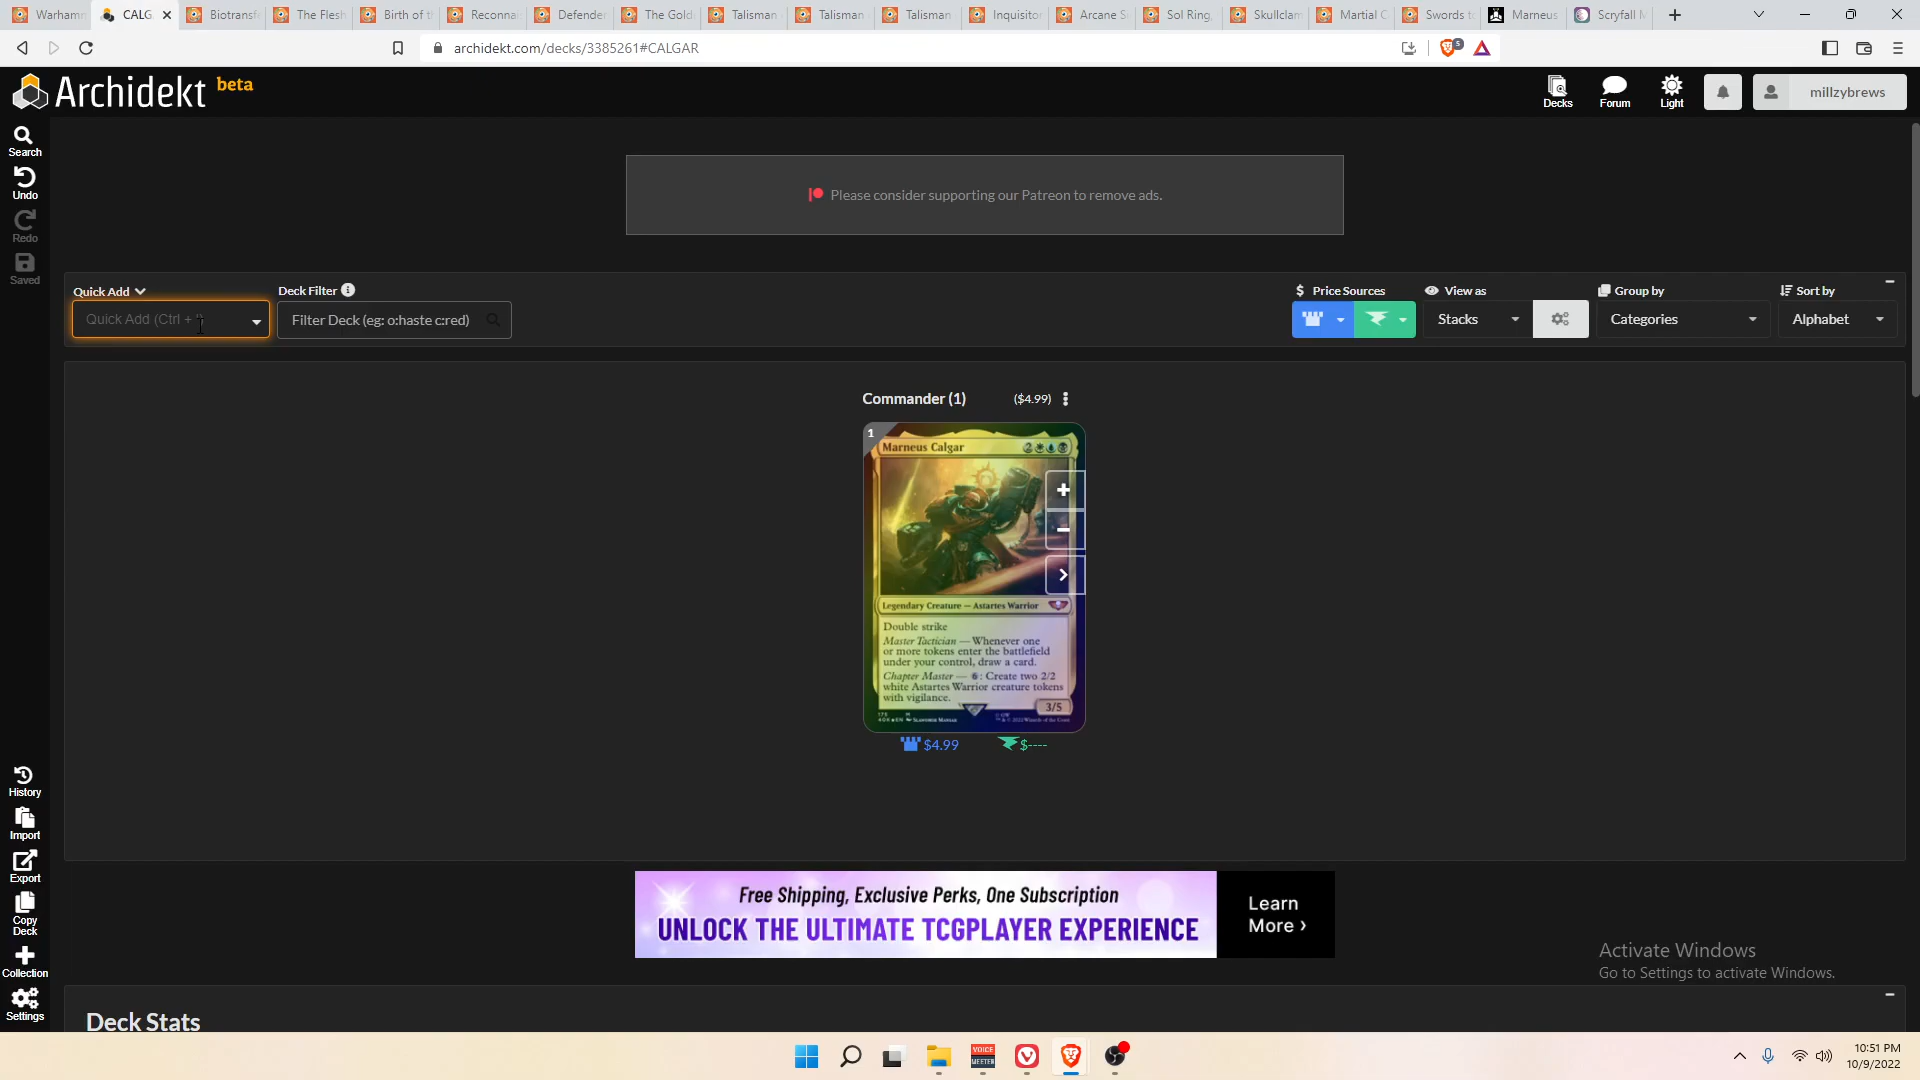 Warhamm
CALG
Biotransf
The Flesh
Birth of th
Reconna
Defender
The Gold
Talisman
Talisman
Talisman
Inquisitor
Arcane S
Sol Ring,
Skullclam
Martial C
Swords to
Marneus
Scryfall M
archidekt.com/decks/3385261#CALGAR
5
Archidekt beta
Decks
Forum
Light
millzybrews
Search
Undo
Redo
Saved
Please consider supporting our Patreon to remove ads.
Quick Add
Deck Filter
Quick Add (Ctrl +
Filter Deck (eg: o:haste c:red)
$ Price Sources
View as
Group by
Sort by
Stacks
Categories
Alphabet
Commander (1) ($4.99)
1
Marneus Calgar
2
Legendary Creature — Astartes Warrior
Double strike
Master Tactician — Whenever one
or more tokens enter the battlefield
under your control, draw a card.
Chapter Master — 6: Create two 2/2
white Astartes Warrior creature tokens
with vigilance.
3/5
$4.99
$----
History
Import
Export
Copy
Deck
Collection
Settings
Free Shipping, Exclusive Perks, One Subscription
UNLOCK THE ULTIMATE TCGPLAYER EXPERIENCE
Learn
More ›
Activate Windows
Go to Settings to activate Windows.
Deck Stats
VOICE
MEETER
10:51 PM
10/9/2022